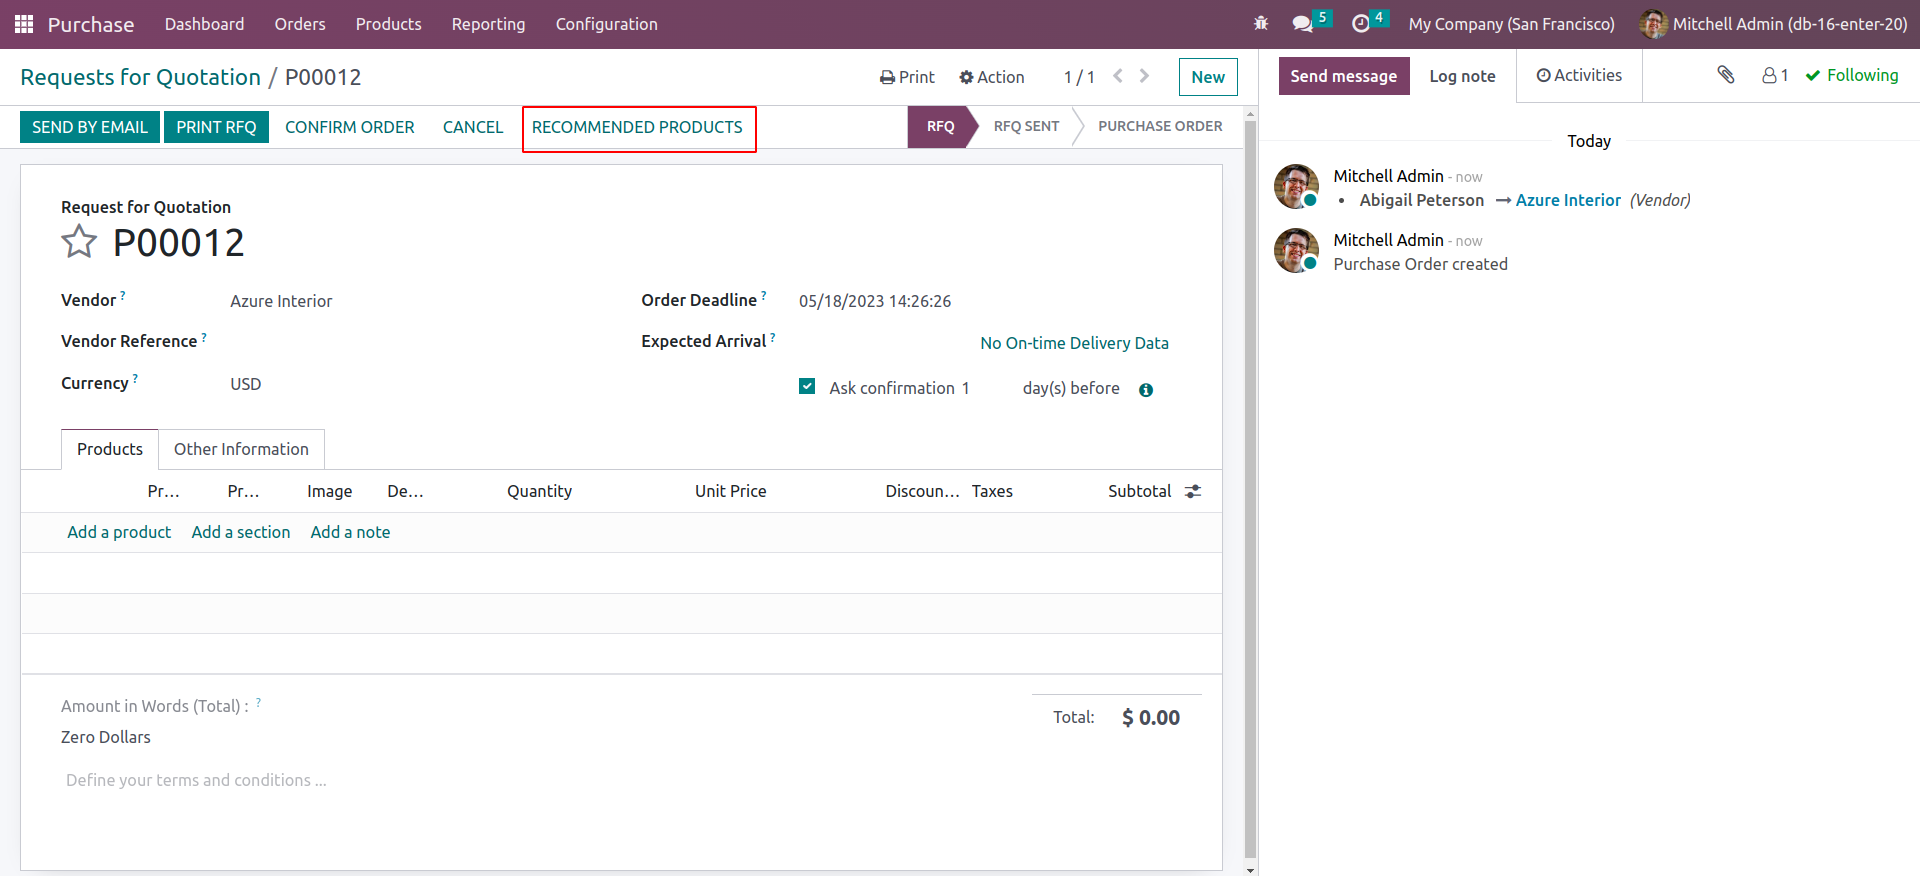 Purchase Dashboard Orders Products Reporting Configuration 5 4 My Company (San Francisco) Mitchell Admin (db-16-enter-20)
Requests for Quotation / P00012 Print Action 1 / 1 New
SEND BY EMAIL PRINT RFQ CONFIRM ORDER CANCEL RECOMMENDED PRODUCTS RFQ RFQ SENT PURCHASE ORDER
Request for Quotation
P00012
Vendor ? Azure Interior Order Deadline ? 05/18/2023 14:26:26
Vendor Reference ? Expected Arrival ? No On-time Delivery Data
Currency ? USD Ask confirmation 1 day(s) before
Products Other Information
Pr... Pr... Image De... Quantity Unit Price Discoun... Taxes Subtotal
Add a product Add a section Add a note
Amount in Words (Total) : ?
Total: $ 0.00
Zero Dollars
Define your terms and conditions ...
Send message Log note Activities 1 Following
Today
Mitchell Admin - now
• Abigail Peterson → Azure Interior (Vendor)
Mitchell Admin - now
Purchase Order created